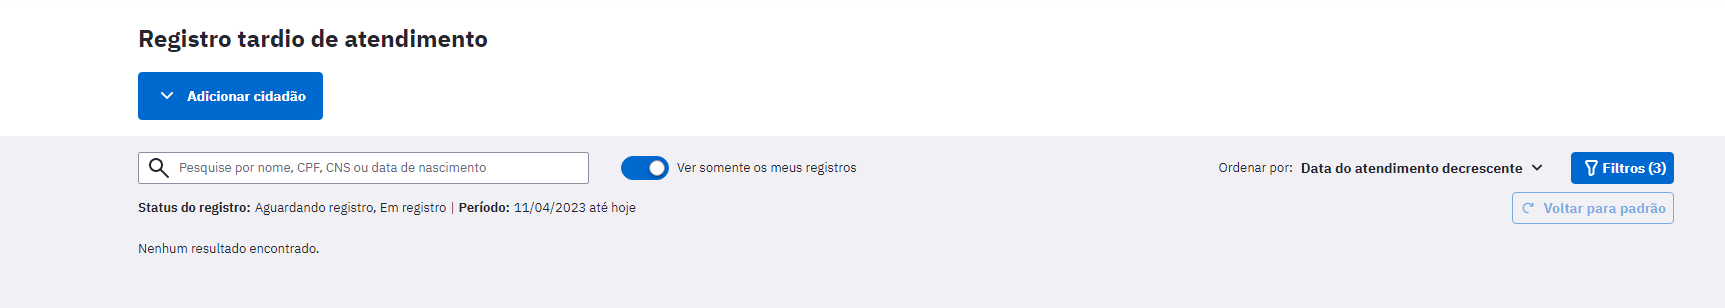 Registro tardio de atendimento
Adicionar cidadão
Pesquise por nome, CPF, CNS ou data de nascimento
Ver somente os meus registros
Ordenar por: Data do atendimento decrescente
Filtros (3)
Status do registro: Aguardando registro, Em registro | Período: 11/04/2023 até hoje
Voltar para padrão
Nenhum resultado encontrado.